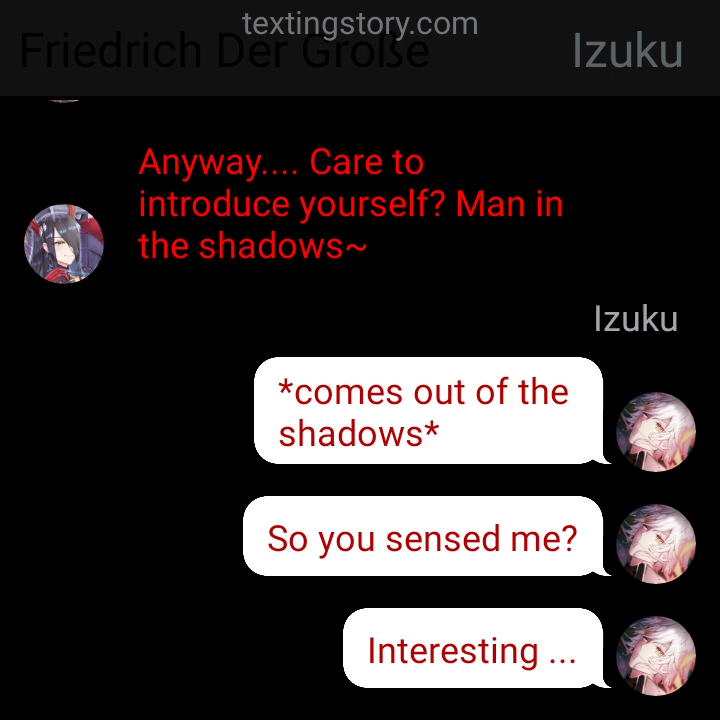 textingstory.com
Friedrich Der Große
Izuku
Anyway.... Care to
introduce yourself? Man in
the shadows~
Izuku
*comes out of the
shadows*
So you sensed me?
Interesting ...